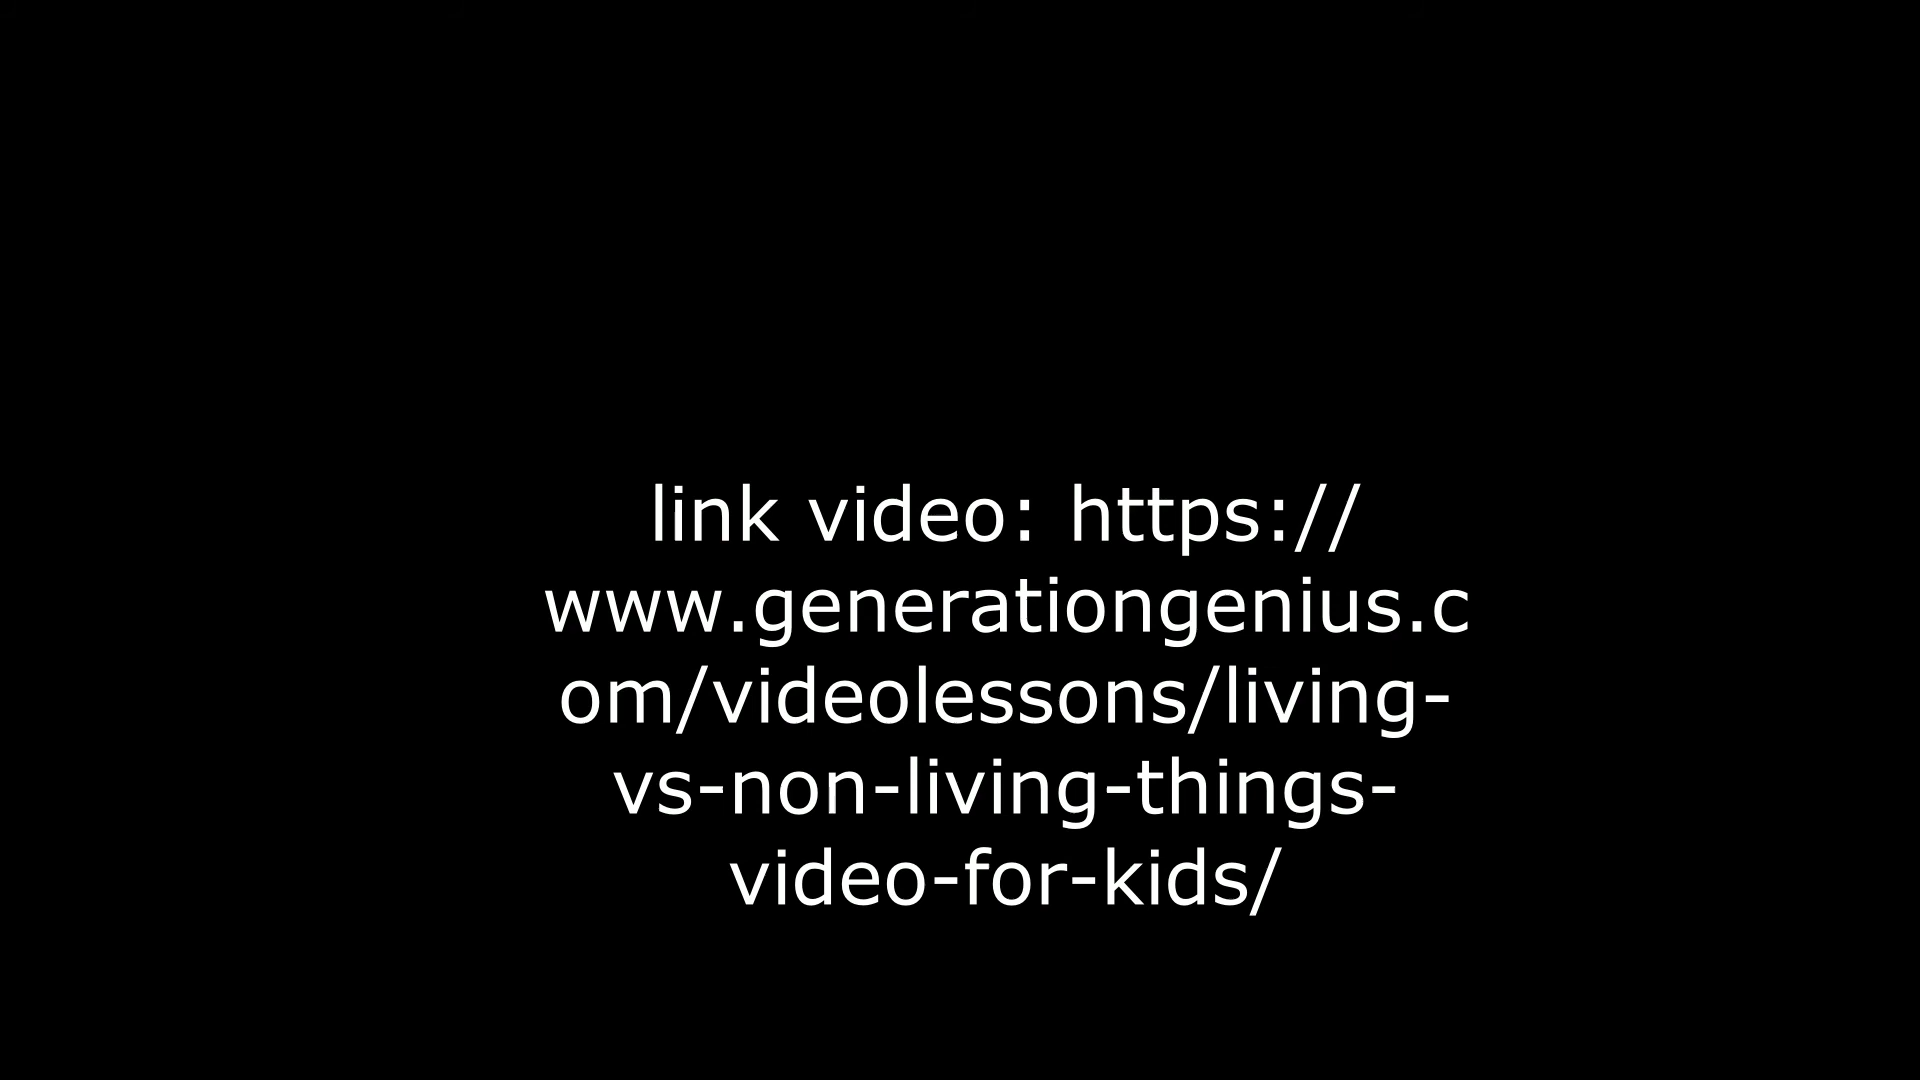 link video: https://
www.generationgenius.c
om/videolessons/living-
vs-non-living-things-
video-for-kids/